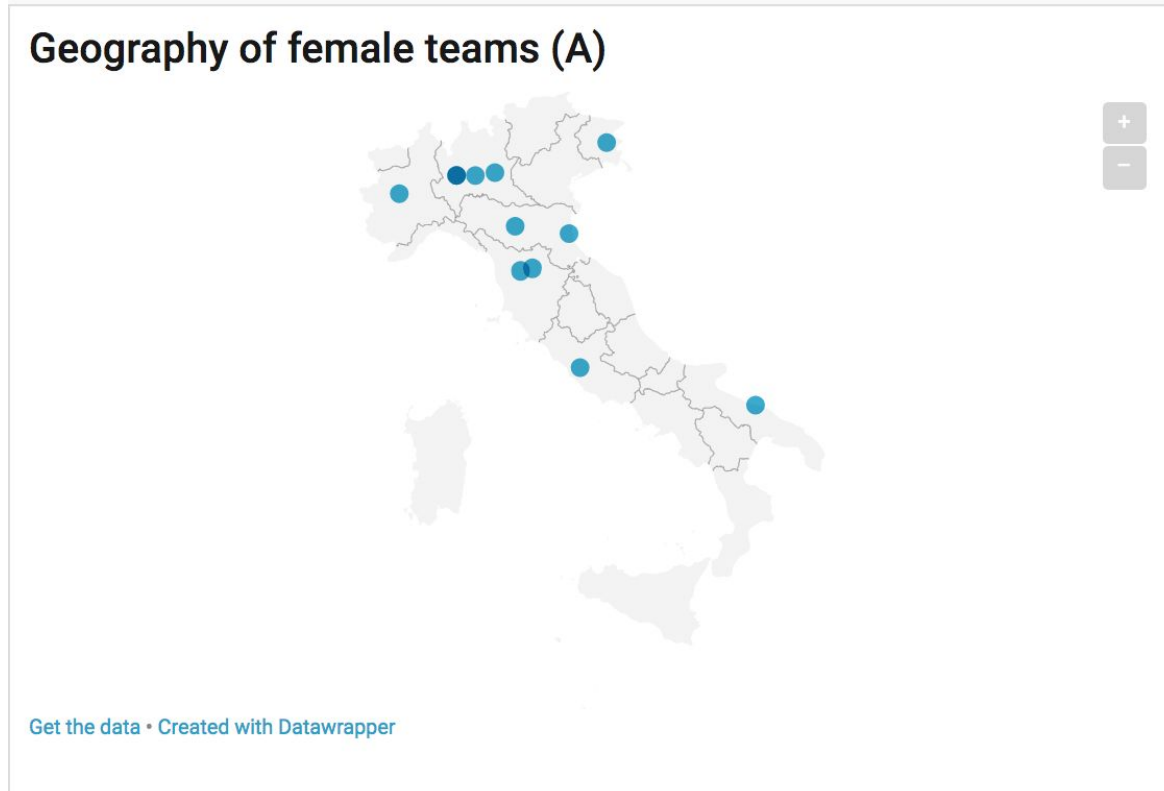 Geography of female teams (A)
+
−
Get the data • Created with Datawrapper